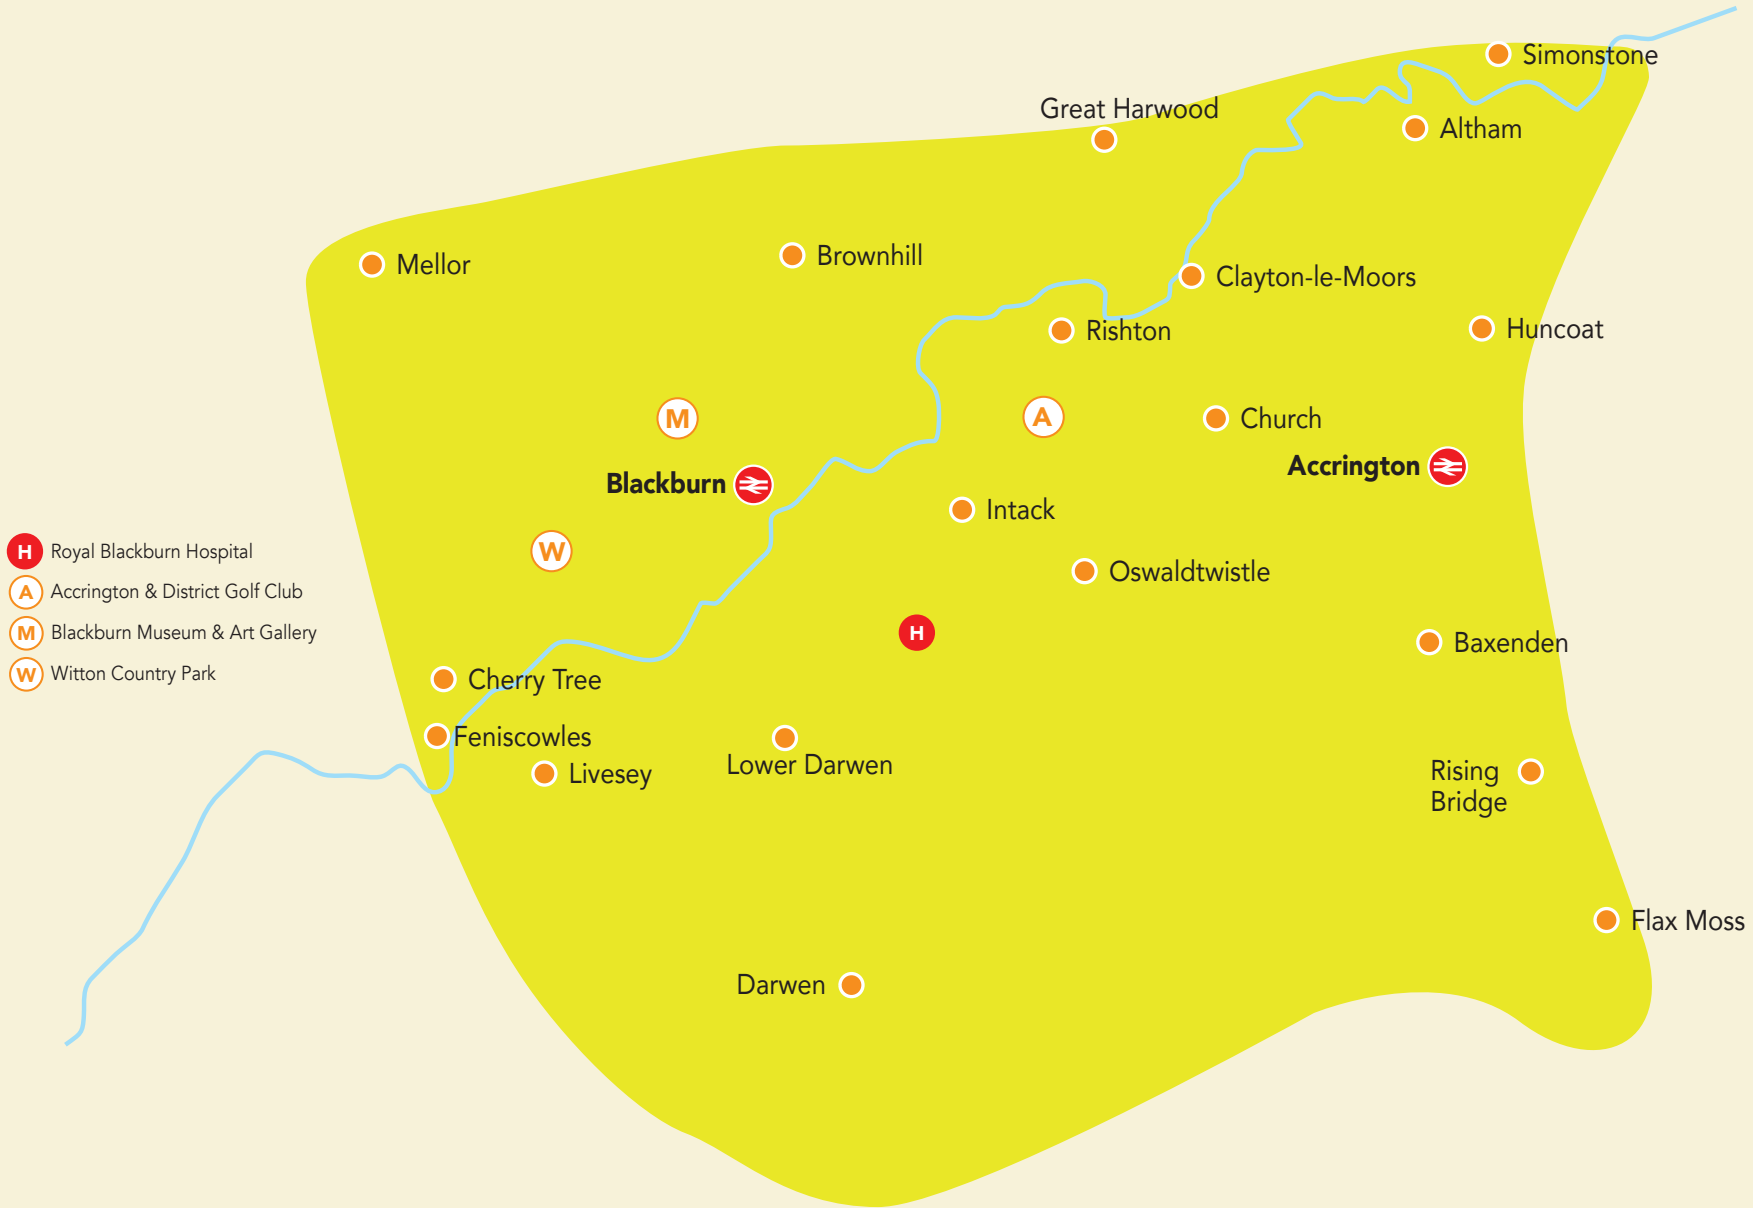 Simonstone
Great Harwood
Altham
Mellor
Brownhill
Clayton-le-Moors
Rishton
Huncoat
M
A
Church
Blackburn
Accrington
Intack
W
Oswaldtwistle
H Royal Blackburn Hospital
A Accrington & District Golf Club
M Blackburn Museum & Art Gallery
W Witton Country Park
H
Baxenden
Cherry Tree
Feniscowles
Livesey
Lower Darwen
Rising
Bridge
Flax Moss
Darwen